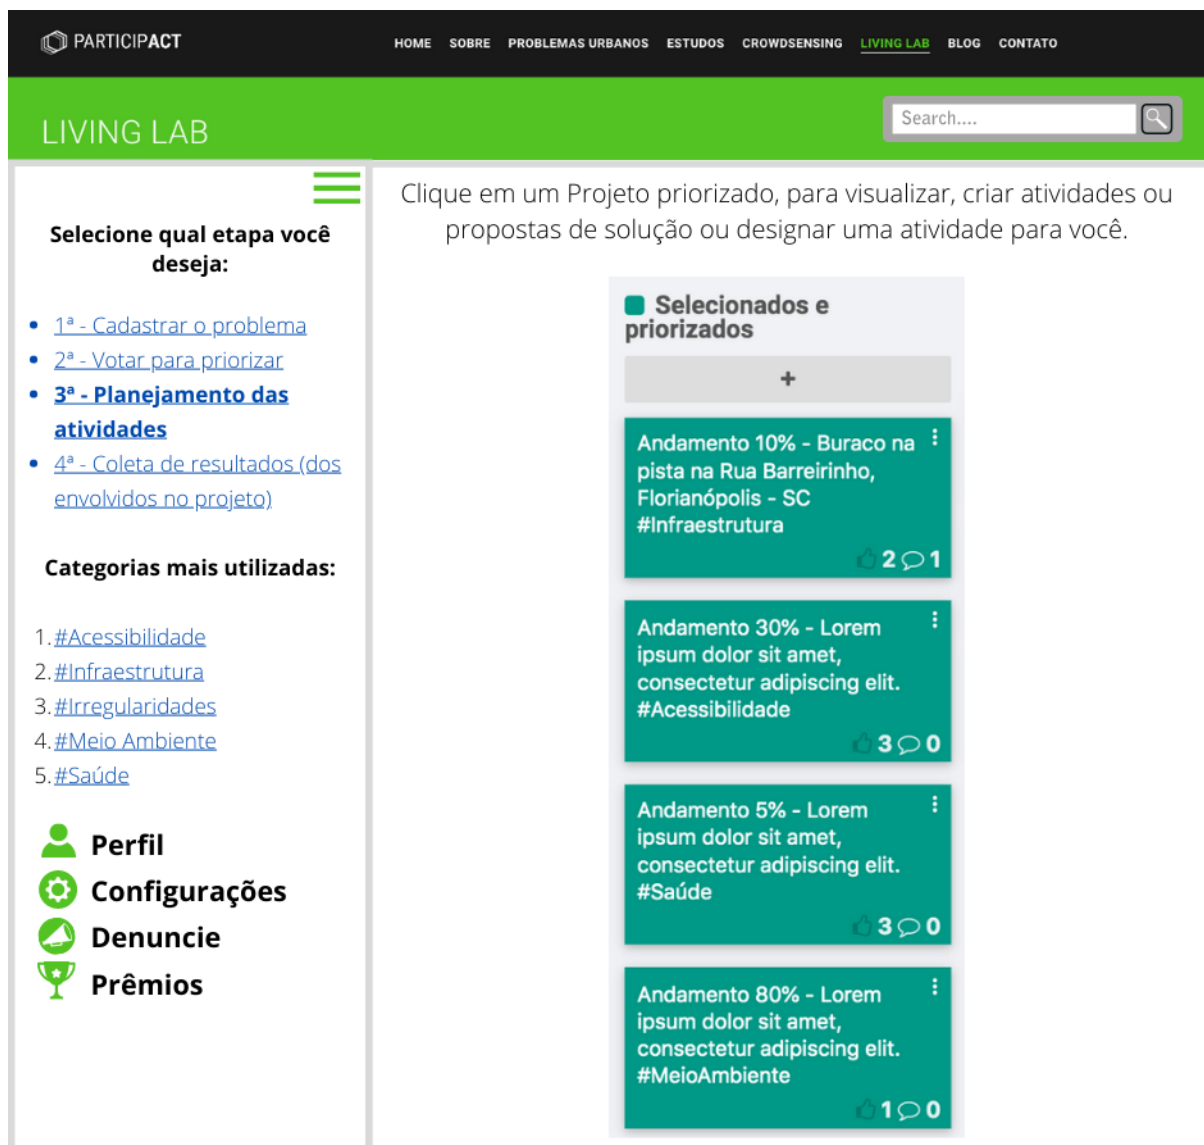 PARTICIPACT
HOME SOBRE PROBLEMAS URBANOS ESTUDOS CROWDSENSING LIVING LAB BLOG CONTATO
LIVING LAB
Search....
Selecione qual etapa você
deseja:
1ª - Cadastrar o problema
2ª - Votar para priorizar
3ª - Planejamento das
atividades
4ª - Coleta de resultados (dos
envolvidos no projeto)
Categorias mais utilizadas:
1. #Acessibilidade
2. #Infraestrutura
3. #Irregularidades
4. #Meio Ambiente
5. #Saúde
Perfil
Configurações
Denuncie
Prêmios
Clique em um Projeto priorizado, para visualizar, criar atividades ou
propostas de solução ou designar uma atividade para você.
Selecionados e
priorizados
+
Andamento 10% - Buraco na
pista na Rua Barreirinho,
Florianópolis - SC
#Infraestrutura
2 1
Andamento 30% - Lorem
ipsum dolor sit amet,
consectetur adipiscing elit.
#Acessibilidade
3 0
Andamento 5% - Lorem
ipsum dolor sit amet,
consectetur adipiscing elit.
#Saúde
3 0
Andamento 80% - Lorem
ipsum dolor sit amet,
consectetur adipiscing elit.
#MeioAmbiente
1 0